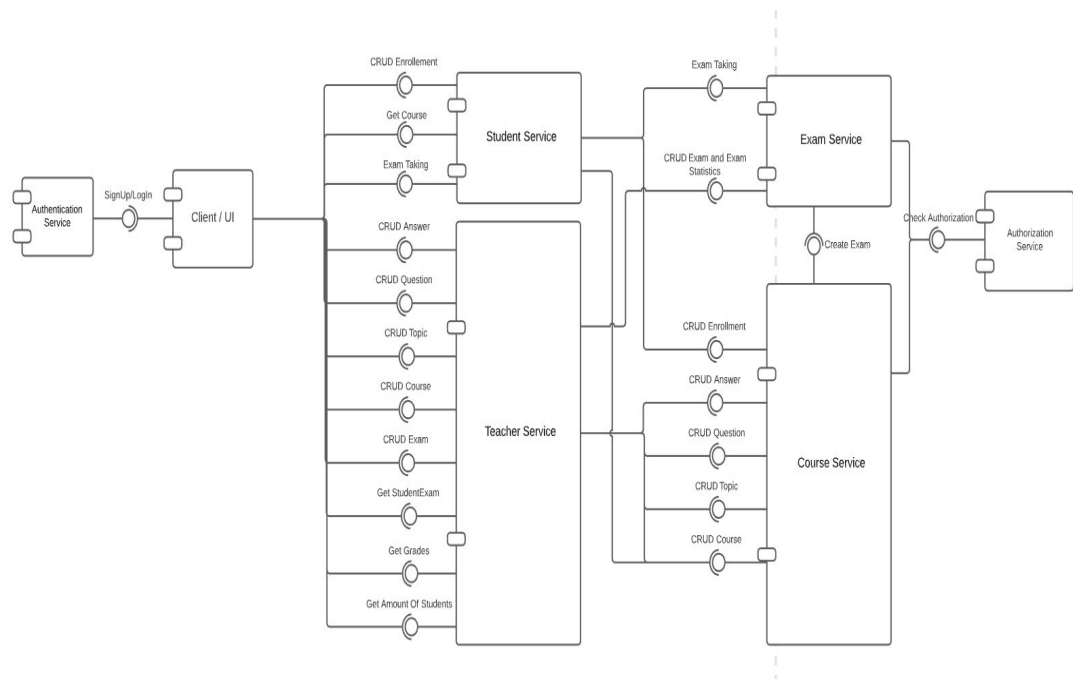 CRUD Enrollement
Get Course
Exam Taking
Student Service
Exam Taking
CRUD Exam and Exam
Statistics
Exam Service
SignUp/LogIn
Authentication
Service
Client / UI
Check Authorization
Authorization
Service
Create Exam
CRUD Answer
CRUD Question
CRUD Topic
CRUD Course
CRUD Exam
Get StudentExam
Get Grades
Get Amount Of Students
Teacher Service
CRUD Enrollment
CRUD Answer
CRUD Question
CRUD Topic
CRUD Course
Course Service